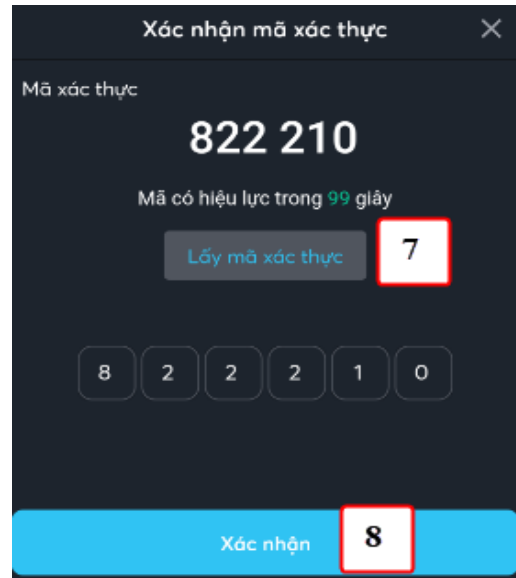 Xác nhận mã xác thực
Mã xác thực
822 210
Mã có hiệu lực trong 99 giây
Lấy mã xác thực 7
8 2 2 2 1 0
Xác nhận 8